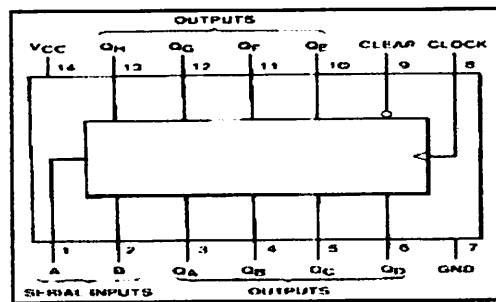 OUTPUTS
VCC QH QG QF QE CLEAR CLOCK
14 13 12 11 10 9 8
1 2 3 4 5 6 7
A B QA QB QC QD GND
SERIAL INPUTS OUTPUTS